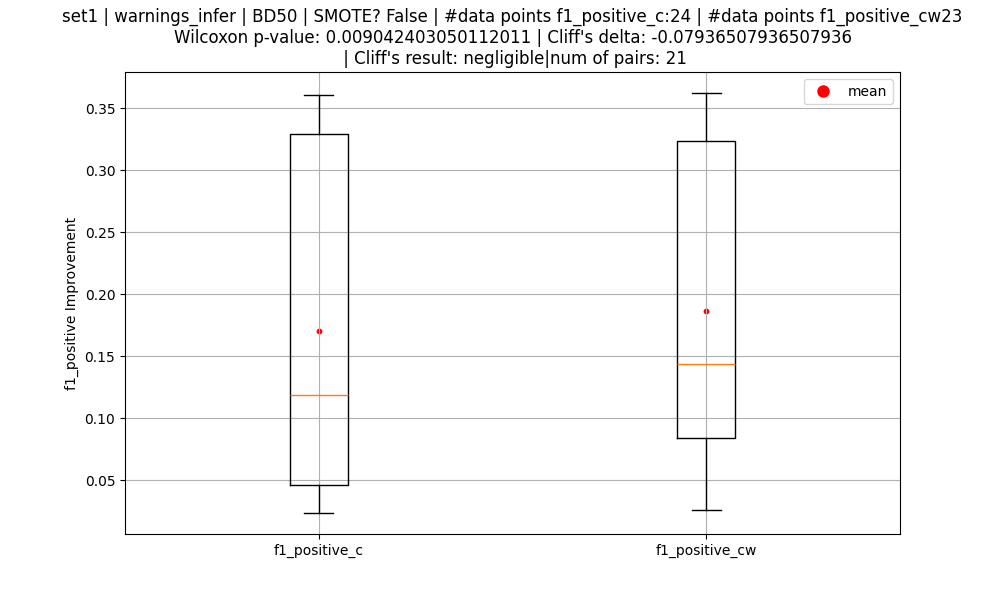 set1 | warnings_infer | BD50 | SMOTE? False | #data points f1_positive_c:24 | #data points f1_positive_cw23
Wilcoxon p-value: 0.009042403050112011 | Cliff's delta: -0.07936507936507936
| Cliff's result: negligible|num of pairs: 21
mean
0.35
0.30
0.25
0.20
0.15
0.10
0.05
f1_positive Improvement
f1_positive_c
f1_positive_cw